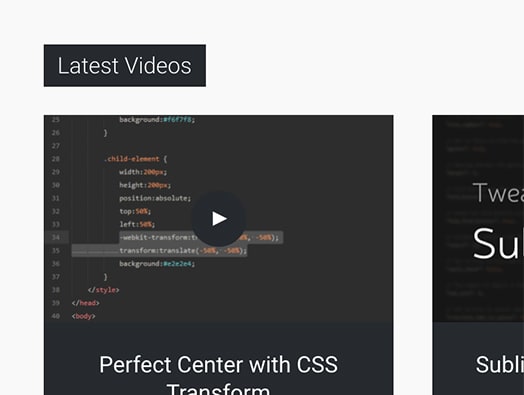 Latest Videos
25 background:#f6f7f8;
26 }
27
28 .child-element {
29 width:200px;
30 height:200px;
31 position:absolute;
32 top:50%;
33 left:50%;
34 -webkit-transform: -50%);
35 transform:translate(-50%, -50%);
36 background:#e2e2e4;
37 }
38 </style>
39 </head>
40 <body>
Twea
Su
Perfect Center with CSS
Transform
Subli